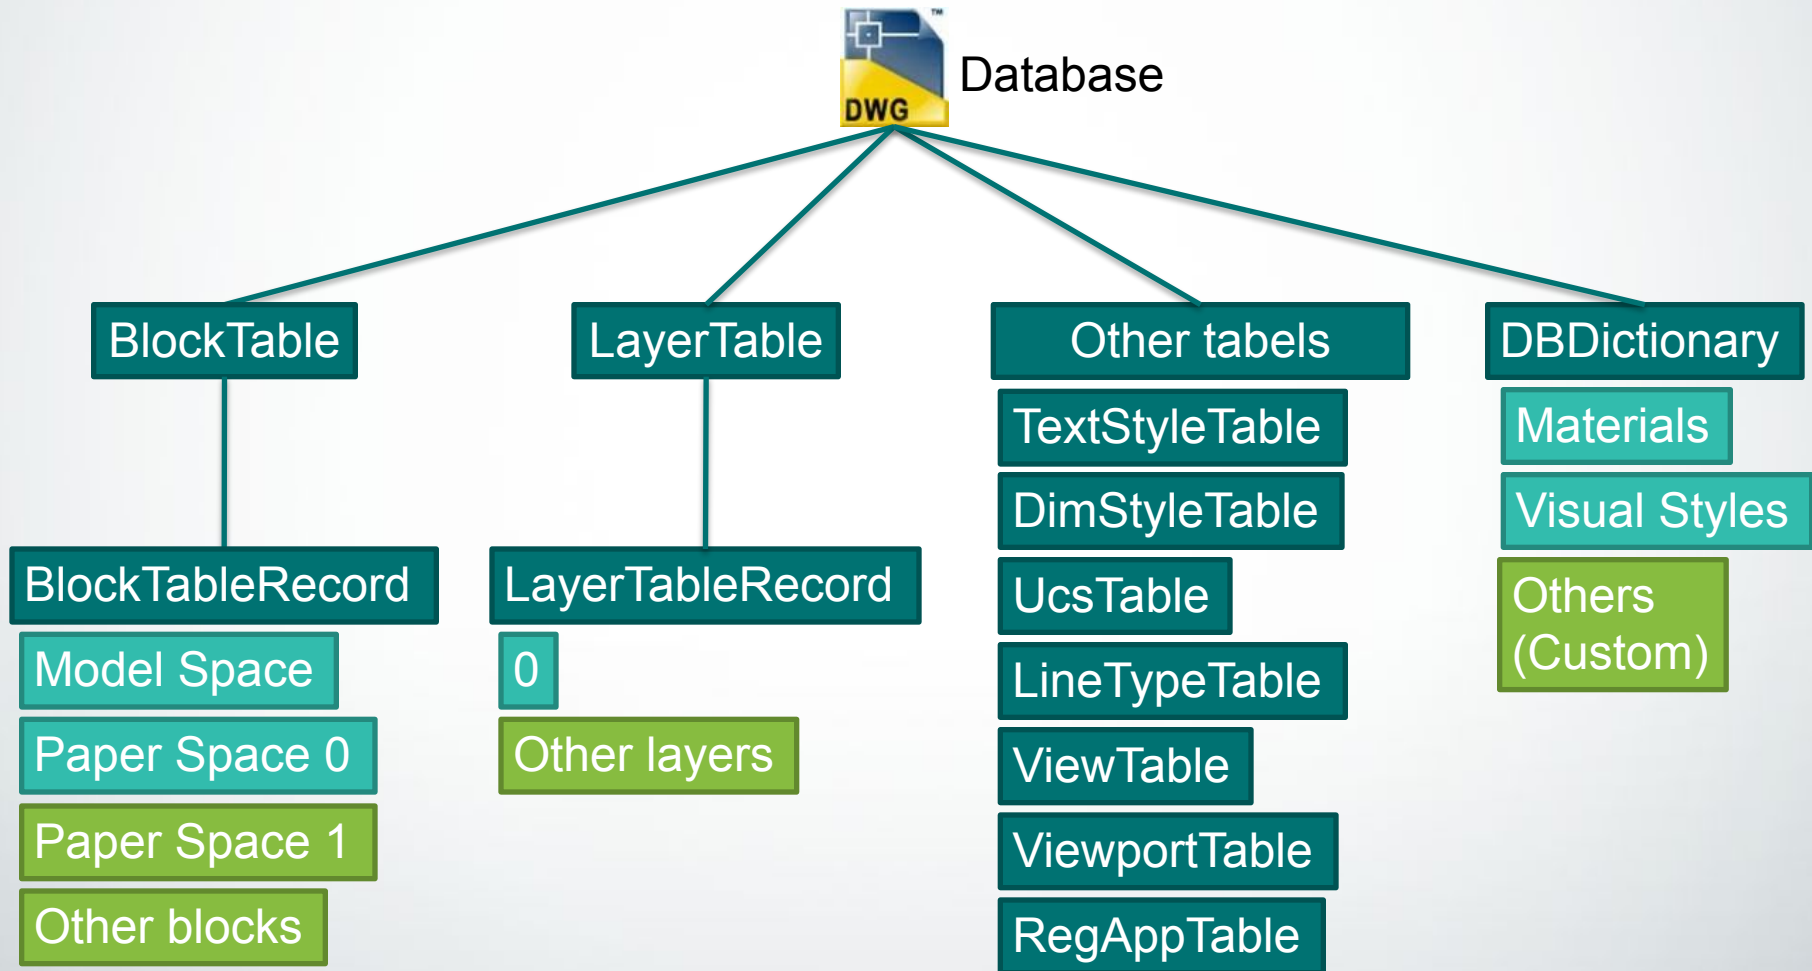 TM
DWG
Database
BlockTable
BlockTableRecord
Model Space
Paper Space 0
Paper Space 1
Other blocks
LayerTable
LayerTableRecord
0
Other layers
Other tabels
TextStyleTable
DimStyleTable
UcsTable
LineTypeTable
ViewTable
ViewportTable
RegAppTable
DBDictionary
Materials
Visual Styles
Others
(Custom)